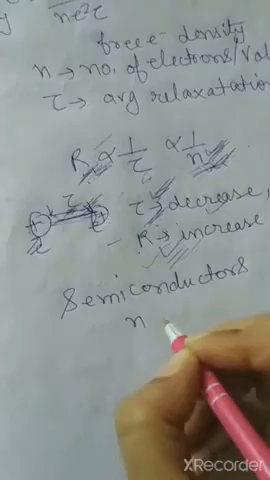 ne²τ
free e⁻ density
n → no. of electrons/vol
τ → avg relaxation
R ∝ 1/τ ∝ 1/n
τ
τ → decrease,
- R → increase
Semiconductors
n
XRecorder